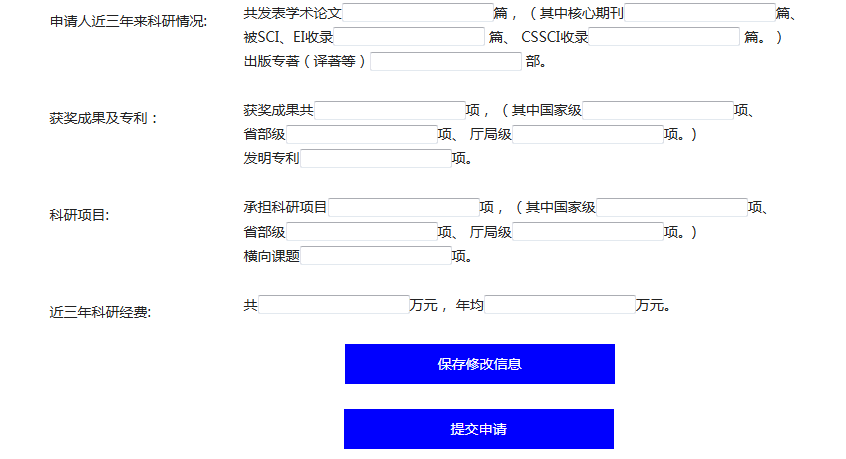 申请人近三年来科研情况:
共发表学术论文 篇，（其中核心期刊 篇、
被SCI、EI收录 篇、 CSSCI收录 篇。）
出版专著（译著等） 部。
获奖成果及专利：
获奖成果共 项，（其中国家级 项、
省部级 项、 厅局级 项。)
发明专利 项。
科研项目:
承担科研项目 项，（其中国家级 项、
省部级 项、 厅局级 项。)
横向课题 项。
近三年科研经费:
共 万元，年均 万元。
保存修改信息
提交申请